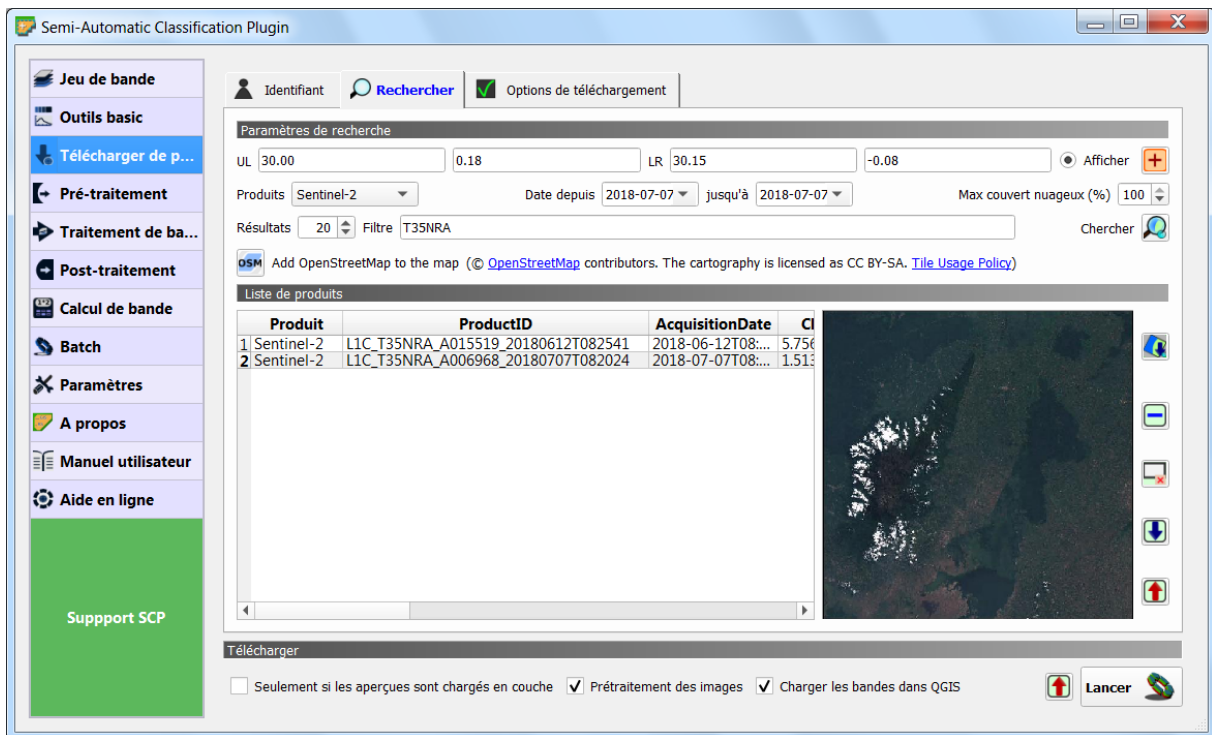 Semi-Automatic Classification Plugin
Jeu de bande
Outils basic
Télécharger de p...
Pré-traitement
Traitement de ba...
Post-traitement
Calcul de bande
Batch
Paramètres
A propos
Manuel utilisateur
Aide en ligne
Suppport SCP
Identifiant Rechercher Options de téléchargement
Paramètres de recherche
UL 30.00 0.18 LR 30.15 -0.08 Afficher
Produits Sentinel-2 Date depuis 2018-07-07 jusqu'à 2018-07-07 Max couvert nuageux (%) 100
Résultats 20 Filtre T35NRA Chercher
OSM Add OpenStreetMap to the map (© OpenStreetMap contributors. The cartography is licensed as CC BY-SA. Tile Usage Policy)
Liste de produits
Produit ProductID AcquisitionDate Cl
1 Sentinel-2 L1C_T35NRA_A015519_20180612T082541 2018-06-12T08:... 5.756
2 Sentinel-2 L1C_T35NRA_A006968_20180707T082024 2018-07-07T08:... 1.513
Télécharger
Seulement si les aperçues sont chargés en couche Prétraitement des images Charger les bandes dans QGIS Lancer